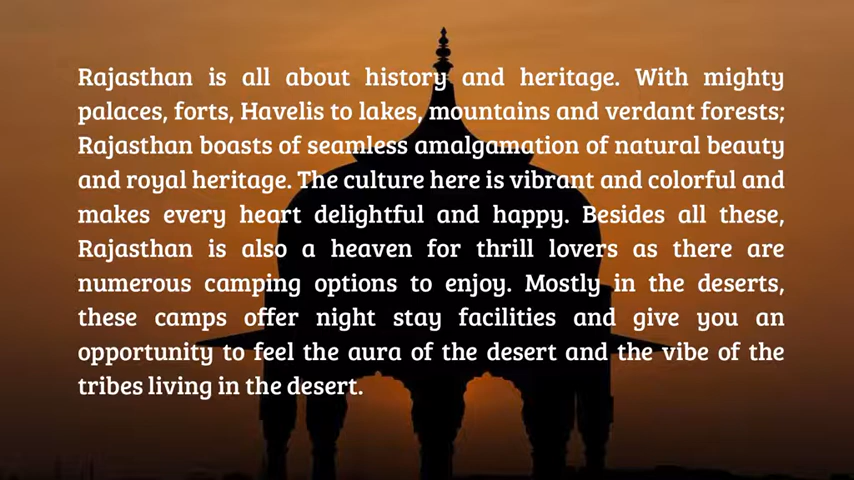 Rajasthan is all about history and heritage. With mighty
palaces, forts, Havelis to lakes, mountains and verdant forests;
Rajasthan boasts of seamless amalgamation of natural beauty
and royal heritage. The culture here is vibrant and colorful and
makes every heart delightful and happy. Besides all these,
Rajasthan is also a heaven for thrill lovers as there are
numerous camping options to enjoy. Mostly in the deserts,
these camps offer night stay facilities and give you an
opportunity to feel the aura of the desert and the vibe of the
tribes living in the desert.